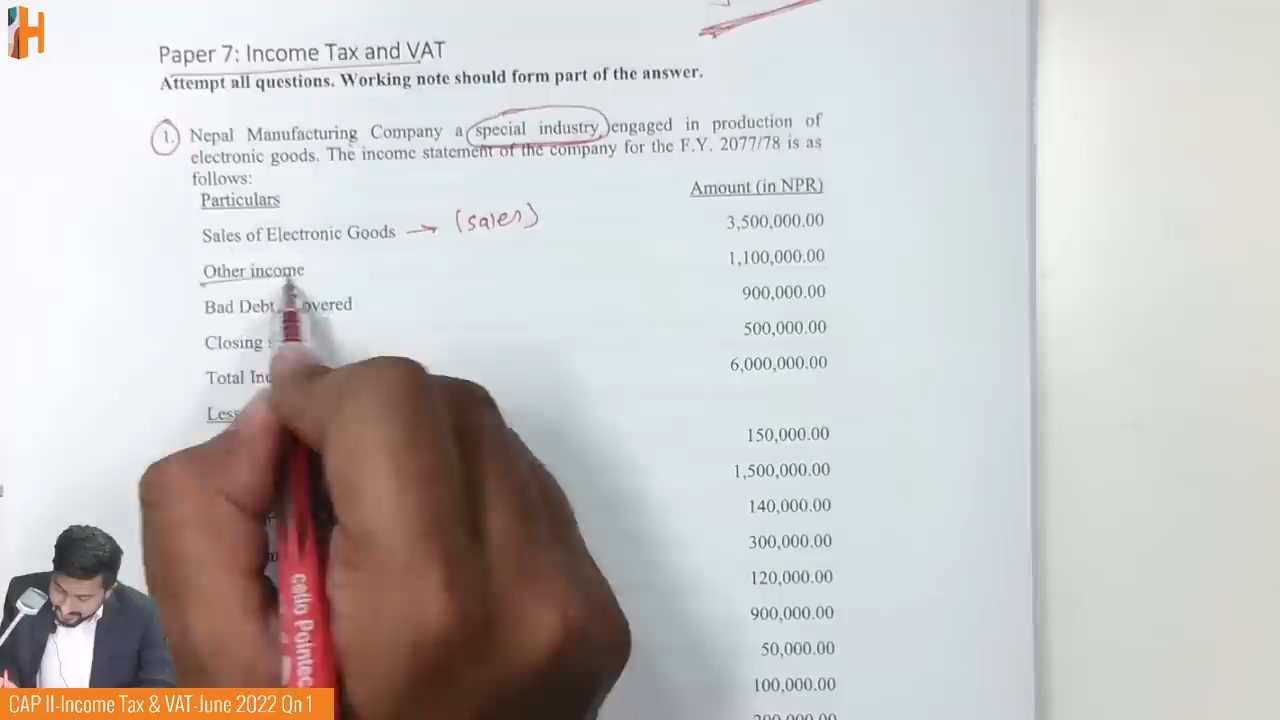 H
Paper 7: Income Tax and VAT
Attempt all questions. Working note should form part of the answer.
1. Nepal Manufacturing Company a special industry engaged in production of
electronic goods. The income statement of the company for the F.Y. 2077/78 is as
follows:
Particulars Amount (in NPR)
Sales of Electronic Goods → (sales) 3,500,000.00
Other income 1,100,000.00
Bad Debt 900,000.00
Closing 500,000.00
Total 6,000,000.00
Less
150,000.00
1,500,000.00
140,000.00
300,000.00
120,000.00
900,000.00
50,000.00
100,000.00
cello Pointec
CAP II-Income Tax & VAT-June 2022 Qn 1